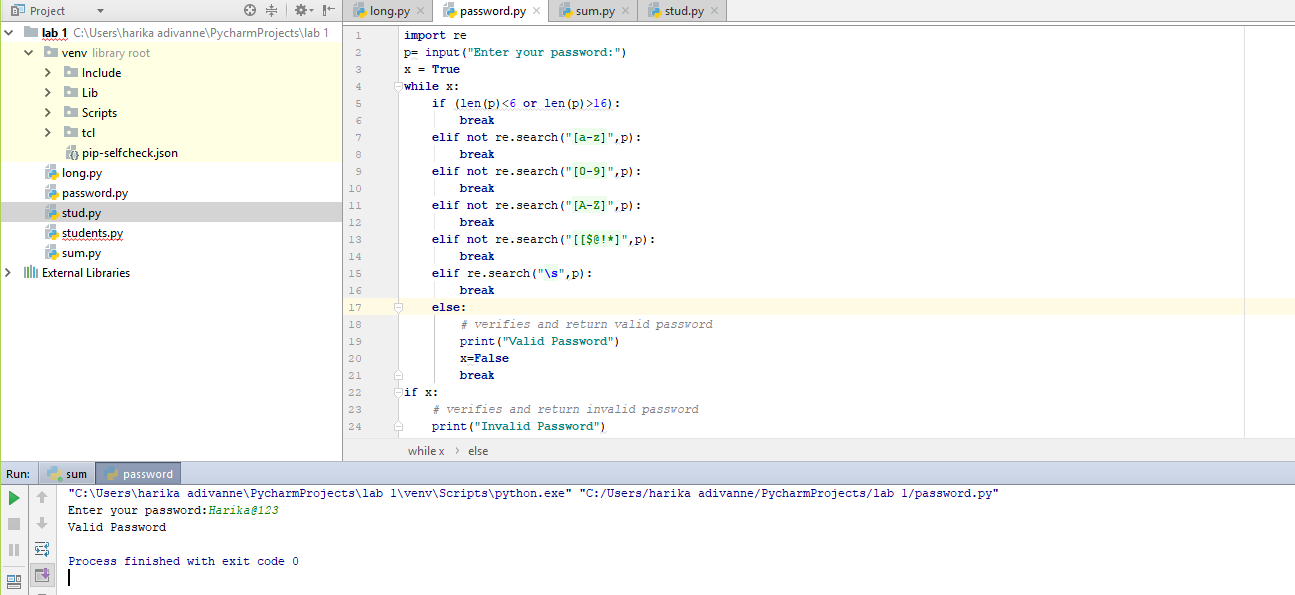 Project
long.py password.py sum.py stud.py
lab 1 C:\Users\harika adivanne\PycharmProjects\lab 1
venv library root
Include
Lib
Scripts
tcl
pip-selfcheck.json
long.py
password.py
stud.py
students.py
sum.py
External Libraries
1 import re
2 p= input("Enter your password:")
3 x = True
4 while x:
5 if (len(p)<6 or len(p)>16):
6 break
7 elif not re.search("[a-z]",p):
8 break
9 elif not re.search("[0-9]",p):
10 break
11 elif not re.search("[A-Z]",p):
12 break
13 elif not re.search("[[$@!*]",p):
14 break
15 elif re.search("\s",p):
16 break
17 else:
18 # verifies and return valid password
19 print("Valid Password")
20 x=False
21 break
22 if x:
23 # verifies and return invalid password
24 print("Invalid Password")
while x › else
Run: sum password
"C:\Users\harika adivanne\PycharmProjects\lab 1\venv\Scripts\python.exe" "C:/Users/harika adivanne/PycharmProjects/lab 1/password.py"
Enter your password:Harika@123
Valid Password
Process finished with exit code 0